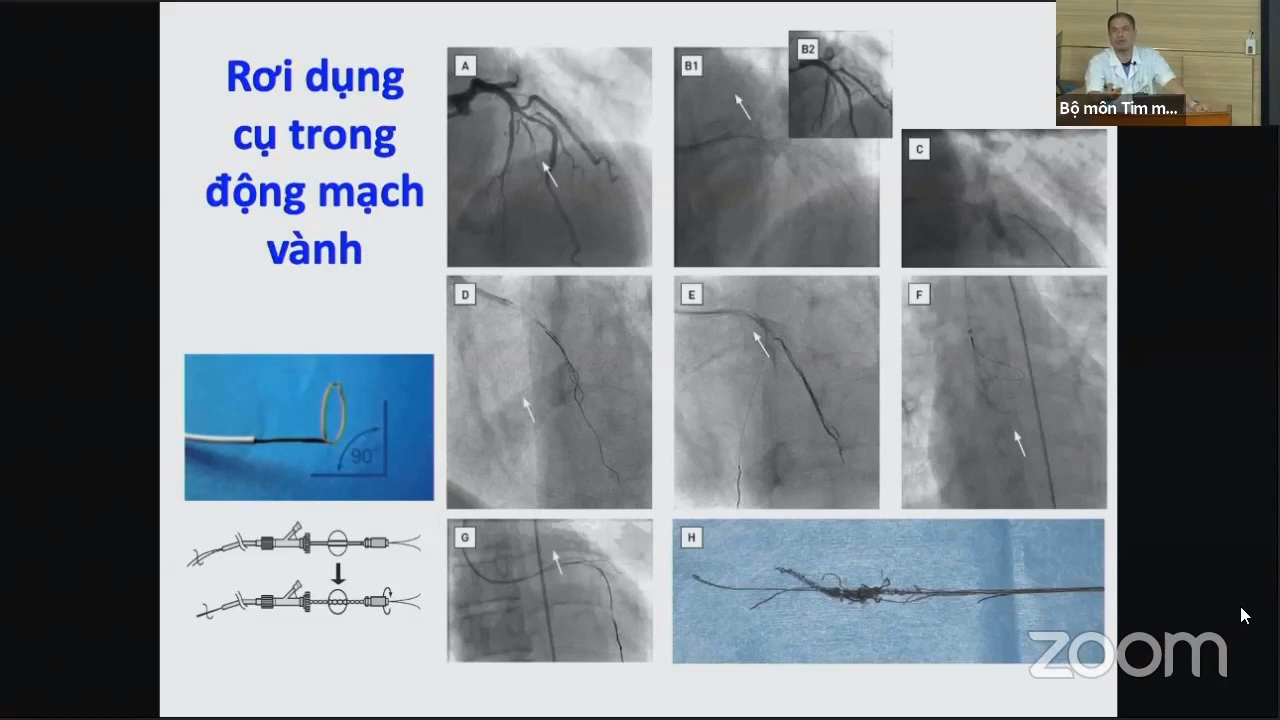 Rơi dụng
cụ trong
động mạch
vành
A
B1
B2
C
D
E
F
90°
G
H
Bộ môn Tim m...
zoom